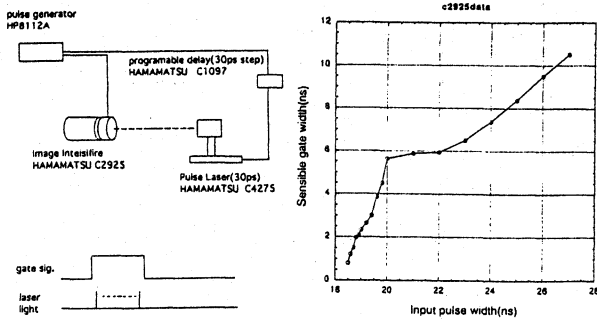 pulse generator
HP8112A
programable delay(30ps step)
HAMAMATSU C1097
Image Inteisifire
HAMAMATSU C2925
Pulse Laser(30ps)
HAMAMATSU C4275
gate sig.
laser
light
c2925data
12
10
8
6
4
2
0
Sensible gate width(ns)
18 20 22 24 26 28
Input pulse width(ns)